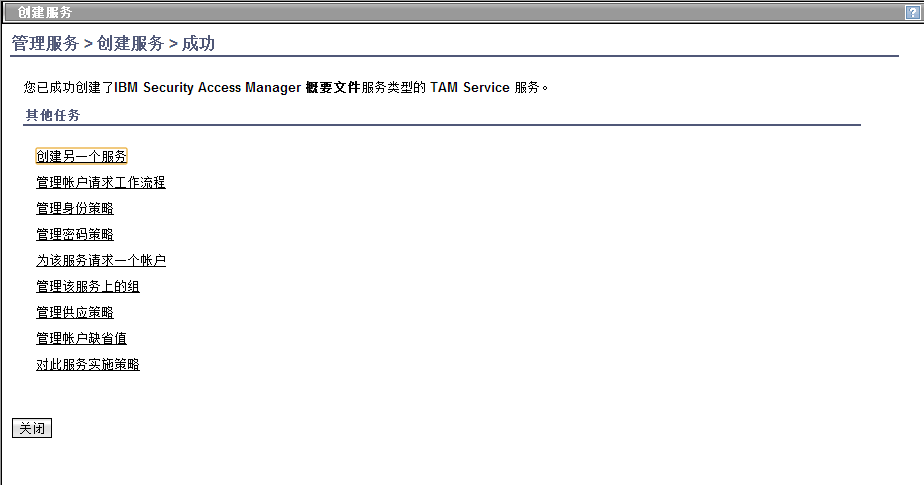 创建服务
?
管理服务 > 创建服务 > 成功
您已成功创建了IBM Security Access Manager 概要文件服务类型的 TAM Service 服务。
其他任务
创建另一个服务
管理帐户请求工作流程
管理身份策略
管理密码策略
为该服务请求一个帐户
管理该服务上的组
管理供应策略
管理帐户缺省值
对此服务实施策略
关闭